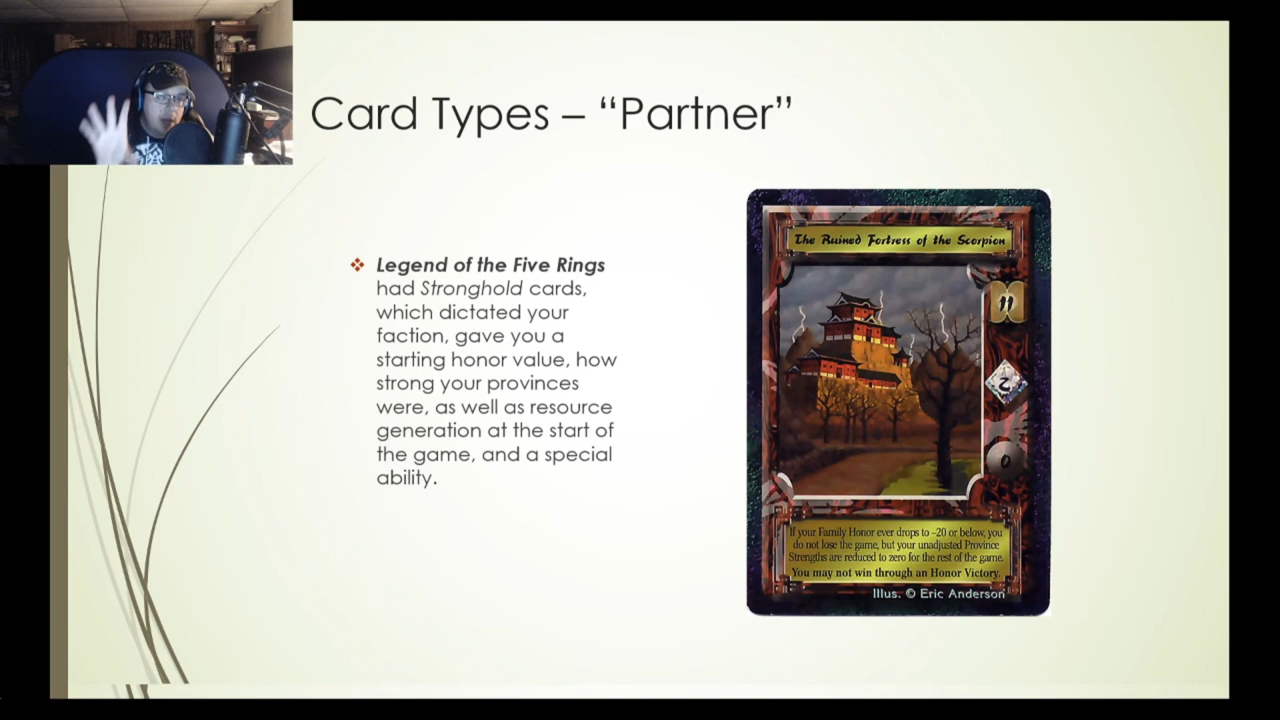 Card Types – “Partner”
❖ Legend of the Five Rings
had Stronghold cards,
which dictated your
faction, gave you a
starting honor value, how
strong your provinces
were, as well as resource
generation at the start of
the game, and a special
ability.
The Ruined Fortress of the Scorpion
11
2
0
If your Family Honor ever drops to –20 or below, you
do not lose the game, but your unadjusted Province
Strengths are reduced to zero for the rest of the game.
You may not win through an Honor Victory.
Illus. © Eric Anderson